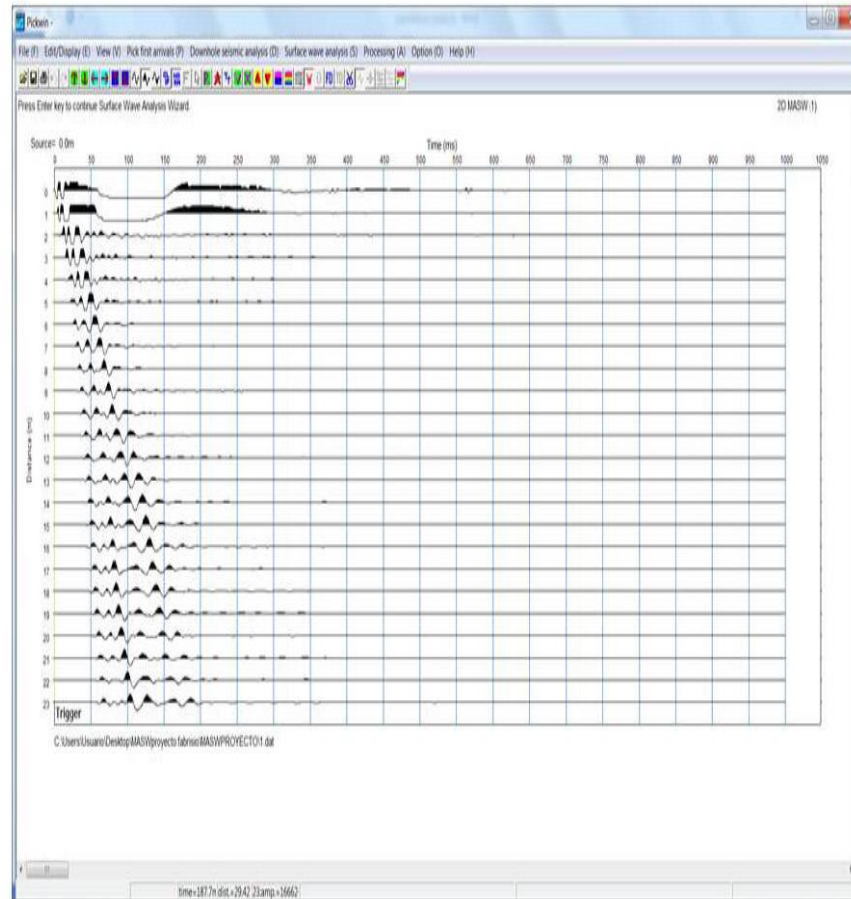 Pickwin -
File (F) Edit/Display (E) View (V) Pick first arrivals (P) Downhole seismic analysis (D) Surface wave analysis (S) Processing (A) Option (O) Help (H)
Press Enter key to continue Surface Wave Analysis Wizard.
2D MASW 1)
Source= 0.0m
Time (ms)
0 50 100 150 200 250 300 350 400 450 500 550 600 650 700 750 800 850 900 950 1000 1050
Distance (m)
0
1
2
3
4
5
6
7
8
9
10
11
12
13
14
15
16
17
18
19
20
21
22
23
Trigger
C:\Users\Usuario\Desktop\MASW\proyecto fabrisio\MASWPROYECTO\1.dat
time=187.7n dist.=29.42 23:amp.=16662